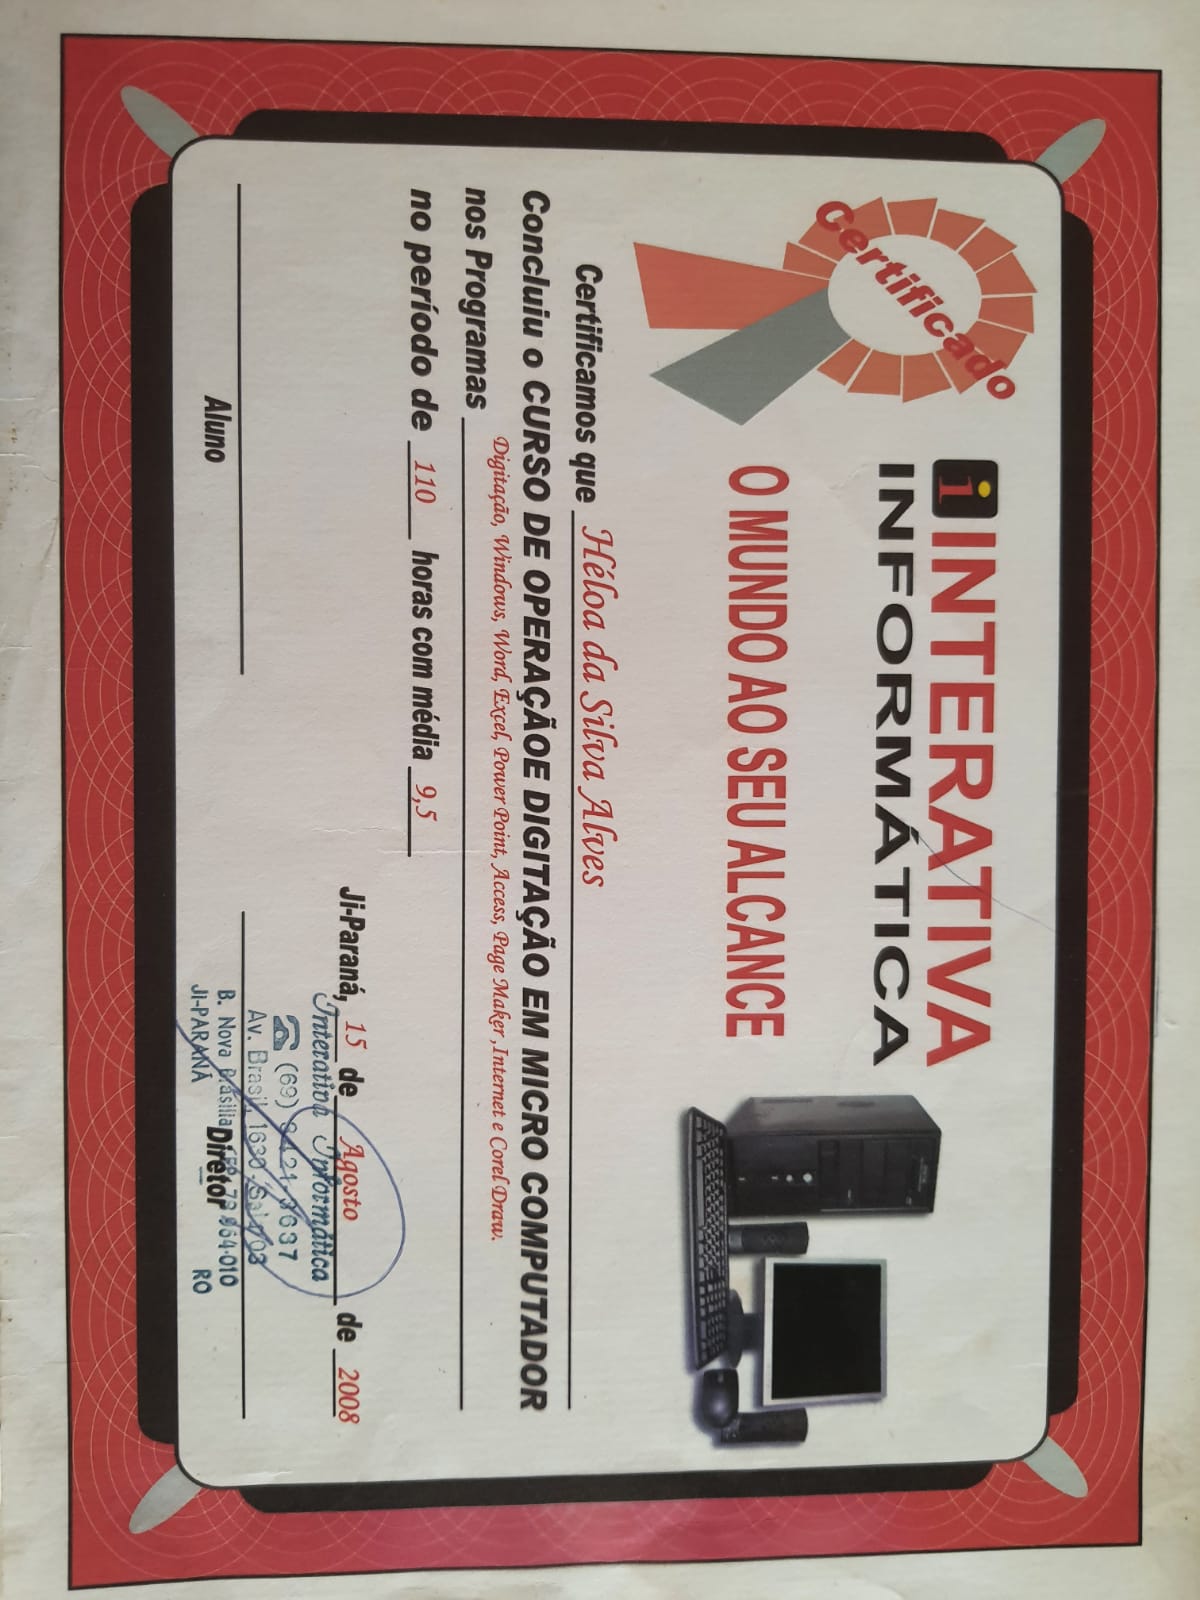 Certificado
i INTERATIVA
INFORMÁTICA
O MUNDO AO SEU ALCANCE
Certificamos que Héloa da Silva Alves
Concluiu o CURSO DE OPERAÇÃOE DIGITAÇÃO EM MICRO COMPUTADOR
nos Programas Digitação, Windows, Word, Excel, Power Point, Access, Page Maker ,Internet e Corel Draw.
no período de 110 horas com média 9,5
Ji-Paraná, 15 de Agosto de 2008
Interativa Informática
☎ (69) 3421-3637
Av. Brasil, 1630 - Sala 03
B. Nova Brasília
JI-PARANÁ RO
Aluno
Diretor